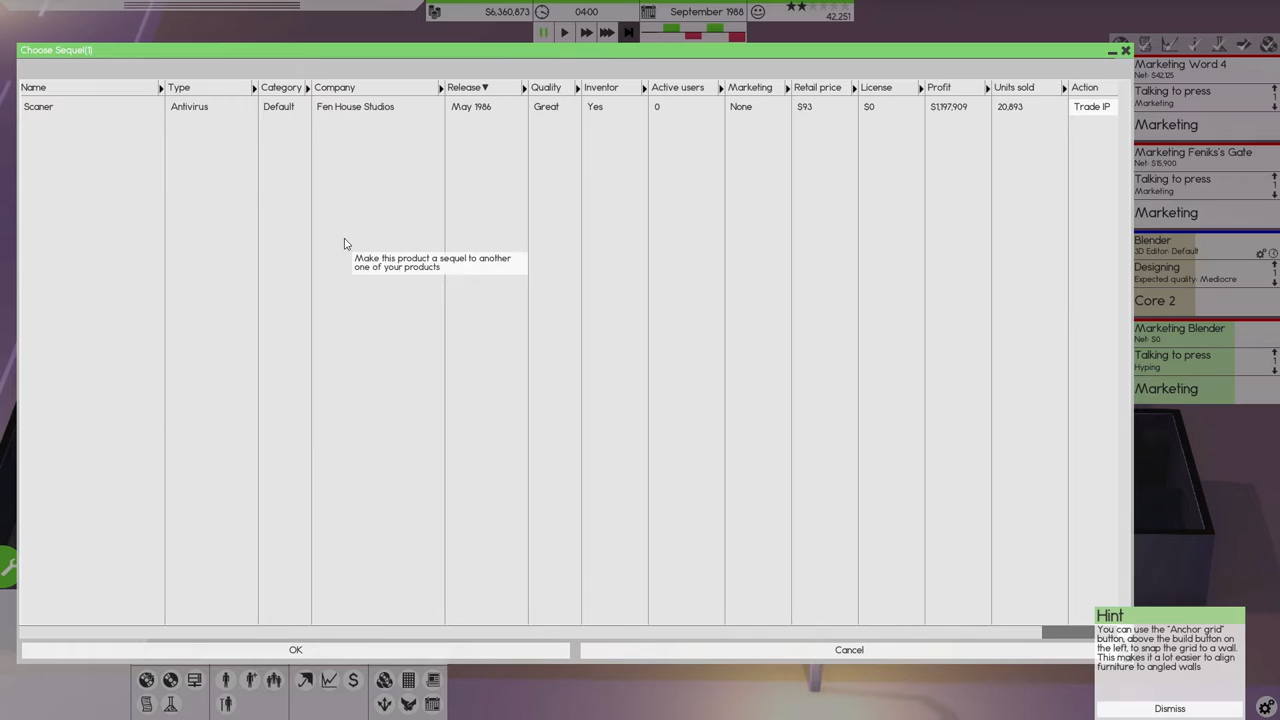 $6,360,873
04:00
September 1988
42,251
Choose Sequel(1)
Name
Type
Category
Company
Release
Quality
Inventor
Active users
Marketing
Retail price
License
Profit
Units sold
Action
Scaner
Antivirus
Default
Fen House Studios
May 1986
Great
Yes
0
None
$93
$0
$1,197,909
20,893
Trade IP
Make this product a sequel to another
one of your products
OK
Cancel
Marketing Word 4
Net: $42,125
Talking to press
Marketing
1
Marketing
Marketing Feniks's Gate
Net: $15,900
Talking to press
Marketing
1
Marketing
Blender
3D Editor: Default
Designing
Expected quality: Mediocre
1
Core 2
Marketing Blender
Net: $0
Talking to press
Hyping
1
Marketing
Hint
You can use the "Anchor grid"
button, above the build button on
the left, to snap the grid to a wall.
This makes it a lot easier to align
furniture to angled walls
Dismiss